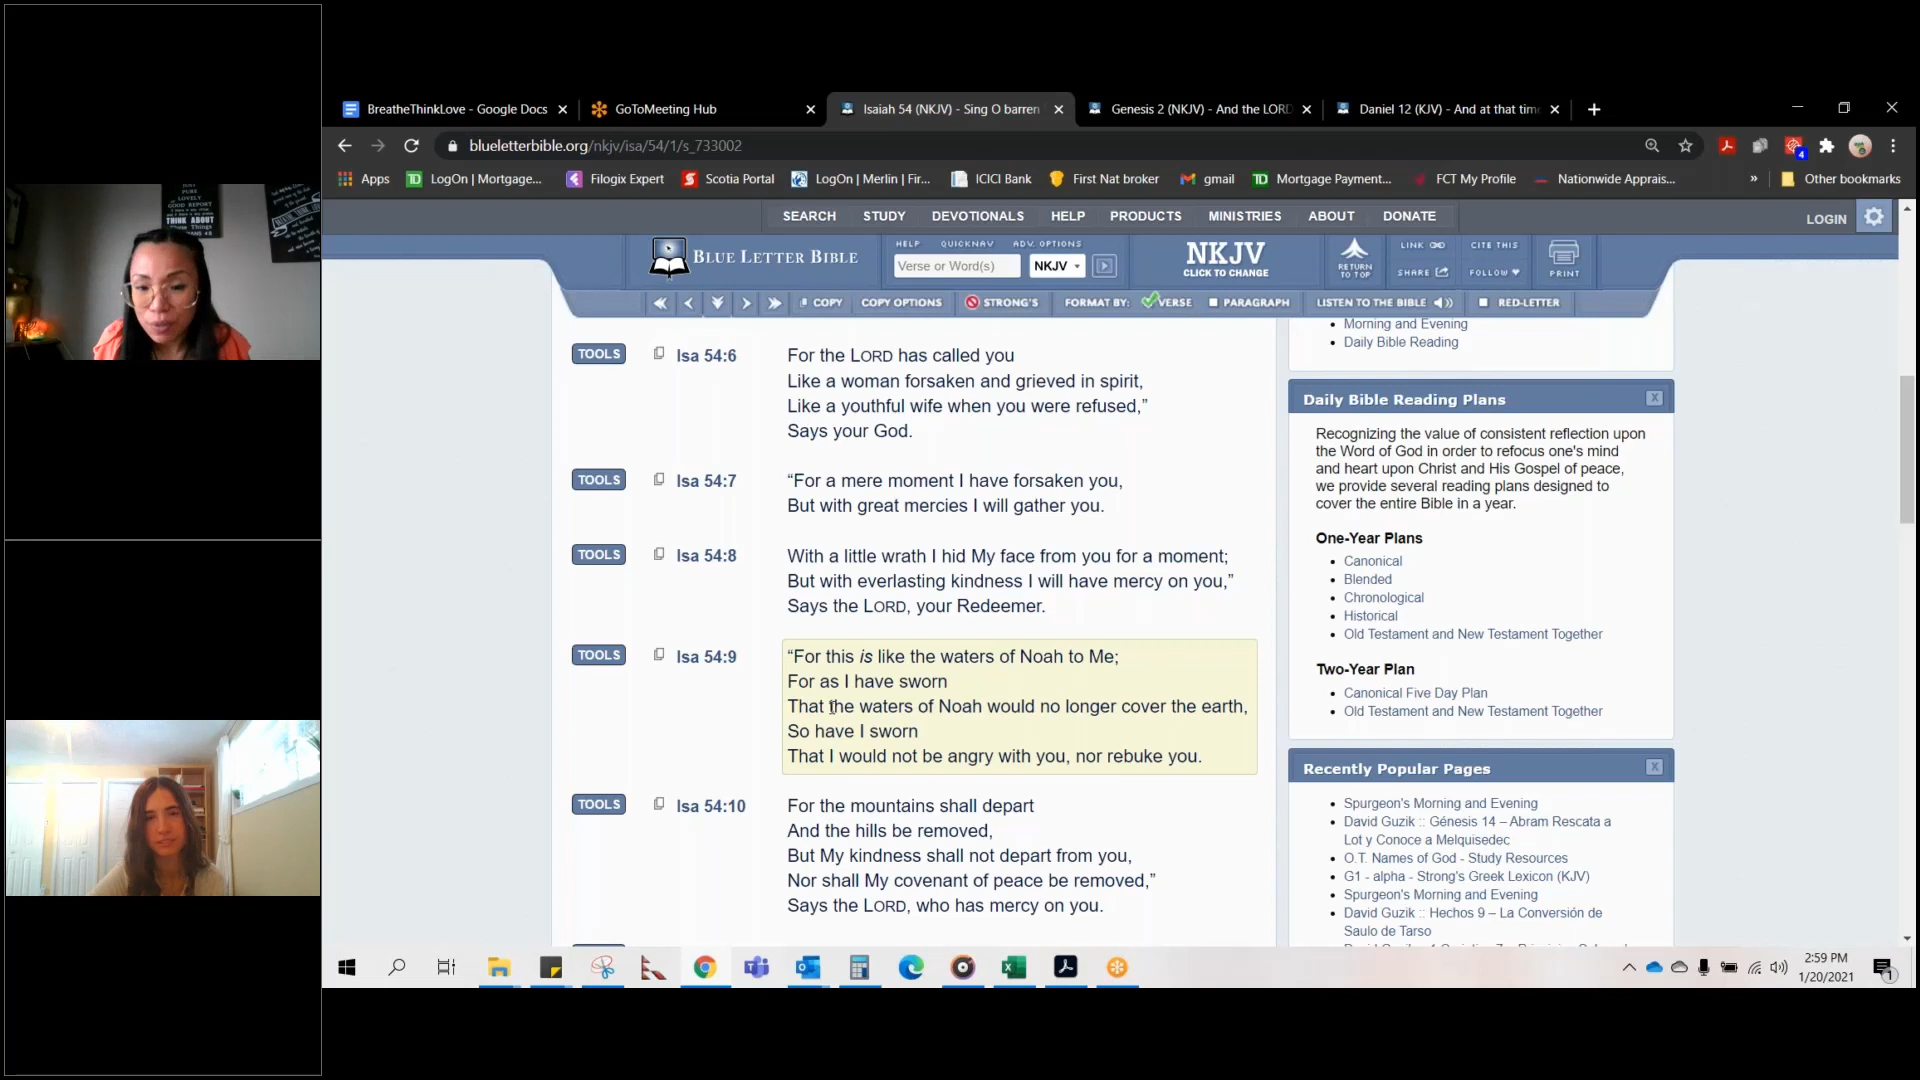 BreatheThinkLove - Google Docs
GoToMeeting Hub
Isaiah 54 (NKJV) - Sing O barren
Genesis 2 (NKJV) - And the LORD
Daniel 12 (KJV) - And at that time
blueletterbible.org/nkjv/isa/54/1/s_733002
4
Apps
LogOn | Mortgage...
Filogix Expert
Scotia Portal
LogOn | Merlin | Fir...
ICICI Bank
First Nat broker
gmail
Mortgage Payment...
FCT My Profile
Nationwide Apprais...
»
Other bookmarks
SEARCH STUDY DEVOTIONALS HELP PRODUCTS MINISTRIES ABOUT DONATE
LOGIN
BLUE LETTER BIBLE
HELP QUICKNAV ADV. OPTIONS
Verse or Word(s)
NKJV
NKJV
CLICK TO CHANGE
RETURN
TO TOP
LINK
CITE THIS
SHARE
FOLLOW
PRINT
COPY
COPY OPTIONS
STRONG'S
FORMAT BY:
VERSE
PARAGRAPH
LISTEN TO THE BIBLE
RED-LETTER
LOVELY
GOOD REPORT
THINK ABOUT
TOOLS
Isa 54:6
For the LORD has called you
Like a woman forsaken and grieved in spirit,
Like a youthful wife when you were refused,”
Says your God.
TOOLS
Isa 54:7
“For a mere moment I have forsaken you,
But with great mercies I will gather you.
TOOLS
Isa 54:8
With a little wrath I hid My face from you for a moment;
But with everlasting kindness I will have mercy on you,”
Says the LORD, your Redeemer.
TOOLS
Isa 54:9
“For this is like the waters of Noah to Me;
For as I have sworn
That the waters of Noah would no longer cover the earth,
So have I sworn
That I would not be angry with you, nor rebuke you.
TOOLS
Isa 54:10
For the mountains shall depart
And the hills be removed,
But My kindness shall not depart from you,
Nor shall My covenant of peace be removed,”
Says the LORD, who has mercy on you.
Morning and Evening
Daily Bible Reading
Daily Bible Reading Plans
X
Recognizing the value of consistent reflection upon
the Word of God in order to refocus one's mind
and heart upon Christ and His Gospel of peace,
we provide several reading plans designed to
cover the entire Bible in a year.
One-Year Plans
Canonical
Blended
Chronological
Historical
Old Testament and New Testament Together
Two-Year Plan
Canonical Five Day Plan
Old Testament and New Testament Together
Recently Popular Pages
X
Spurgeon's Morning and Evening
David Guzik :: Génesis 14 – Abram Rescata a
Lot y Conoce a Melquisedec
O.T. Names of God - Study Resources
G1 - alpha - Strong's Greek Lexicon (KJV)
Spurgeon's Morning and Evening
David Guzik :: Hechos 9 – La Conversión de
Saulo de Tarso
2:59 PM
1/20/2021
1